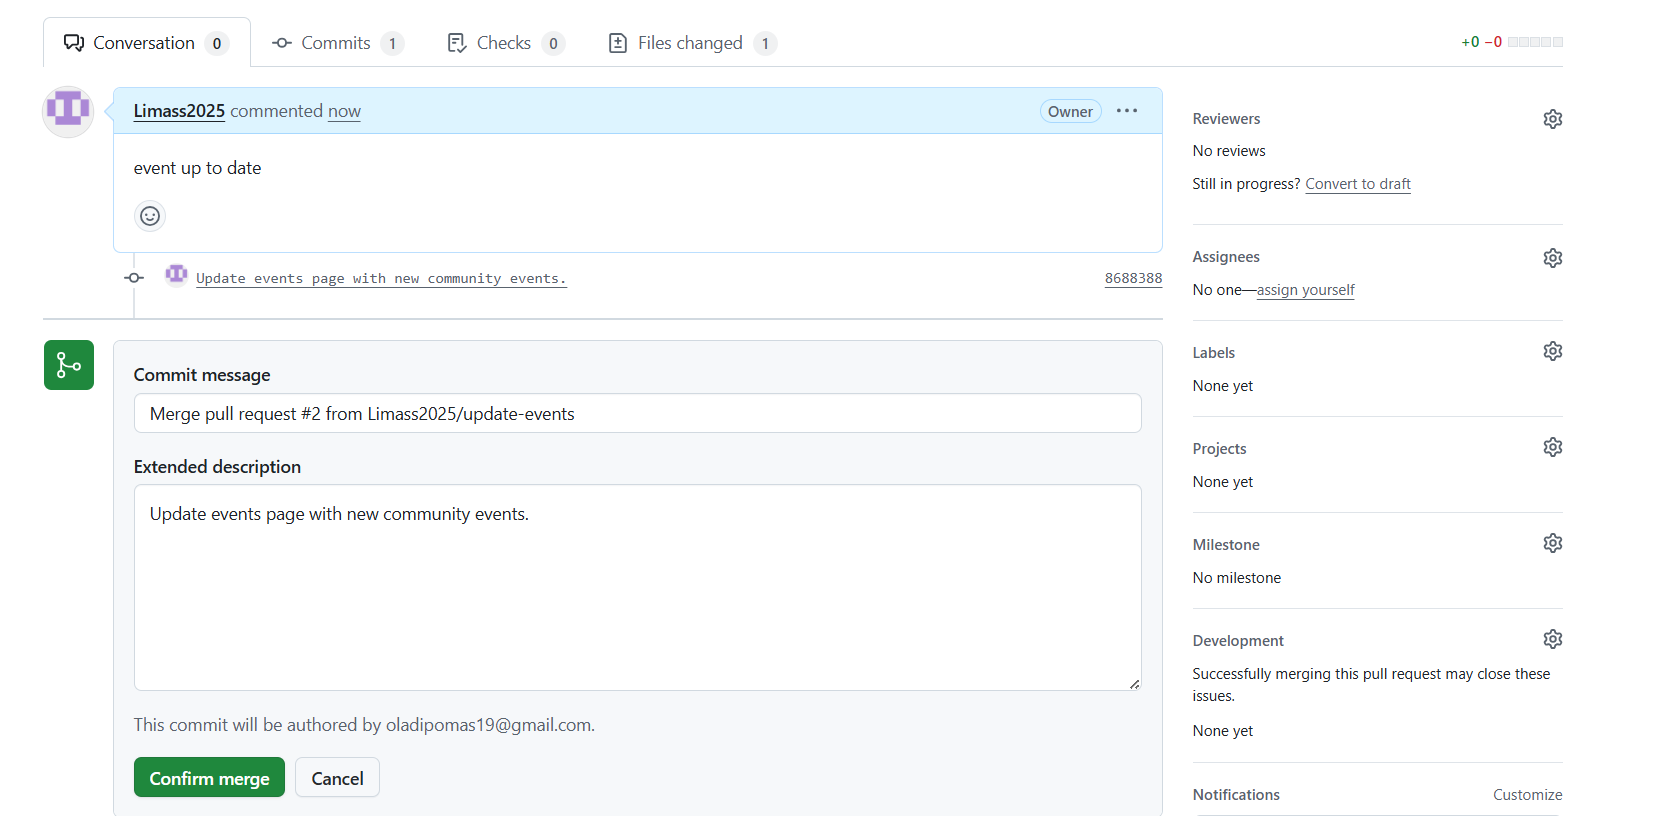 Conversation 0 Commits 1 Checks 0 Files changed 1 +0 −0
Limass2025 commented now Owner
event up to date
Update events page with new community events. 8688388
Commit message
Merge pull request #2 from Limass2025/update-events
Extended description
Update events page with new community events.
This commit will be authored by oladipomas19@gmail.com.
Confirm merge Cancel
Reviewers
No reviews
Still in progress? Convert to draft
Assignees
No one—assign yourself
Labels
None yet
Projects
None yet
Milestone
No milestone
Development
Successfully merging this pull request may close these
issues.
None yet
Notifications Customize